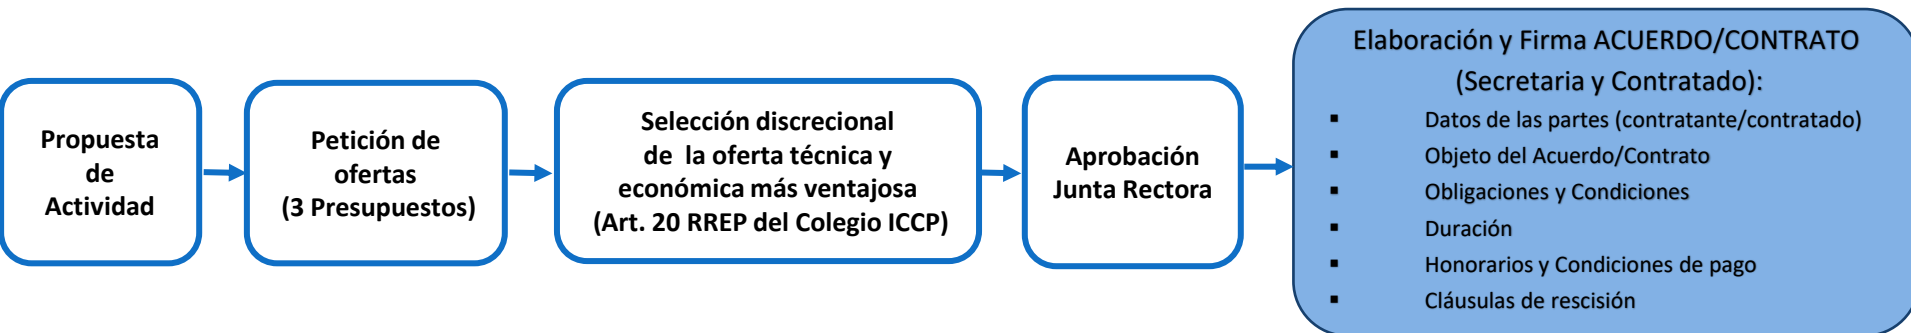 Propuesta
de
Actividad
Petición de
ofertas
(3 Presupuestos)
Selección discrecional
de la oferta técnica y
económica más ventajosa
(Art. 20 RREP del Colegio ICCP)
Aprobación
Junta Rectora
Elaboración y Firma ACUERDO/CONTRATO
(Secretaria y Contratado):
▪ Datos de las partes (contratante/contratado)
▪ Objeto del Acuerdo/Contrato
▪ Obligaciones y Condiciones
▪ Duración
▪ Honorarios y Condiciones de pago
▪ Cláusulas de rescisión